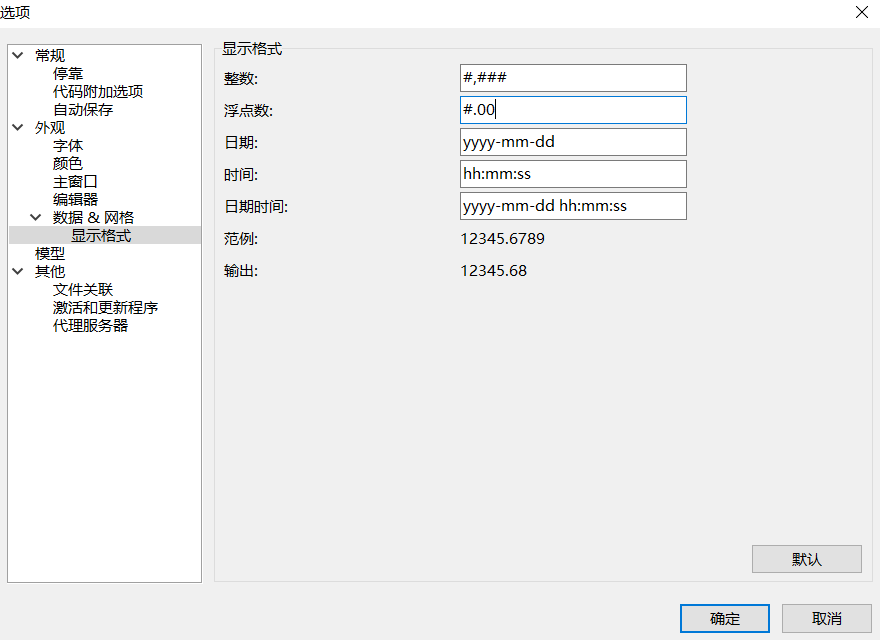 选项
常规
停靠
代码附加选项
自动保存
外观
字体
颜色
主窗口
编辑器
数据 & 网格
显示格式
模型
其他
文件关联
激活和更新程序
代理服务器
显示格式
整数: #,###
浮点数: #.00
日期: yyyy-mm-dd
时间: hh:mm:ss
日期时间: yyyy-mm-dd hh:mm:ss
范例: 12345.6789
输出: 12345.68
默认
确定 取消